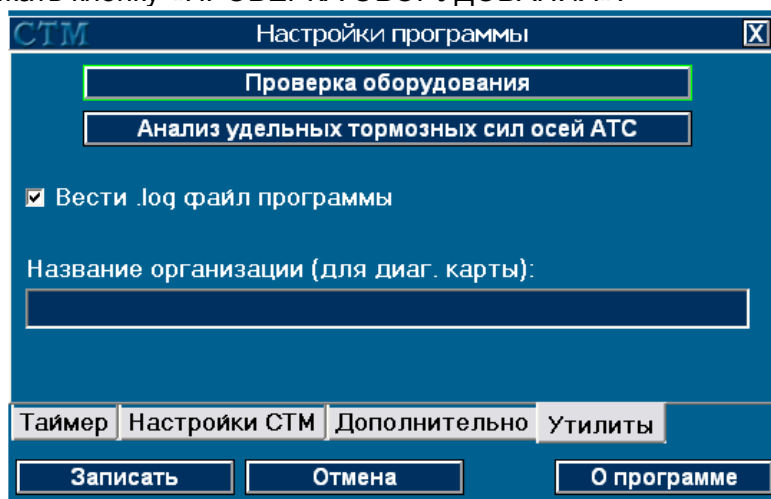 СТМ Настройки программы X
Проверка оборудования
Анализ удельных тормозных сил осей АТС
Вести .log файл программы
Название организации (для диаг. карты):
Таймер Настройки СТМ Дополнительно Утилиты
Записать Отмена О программе